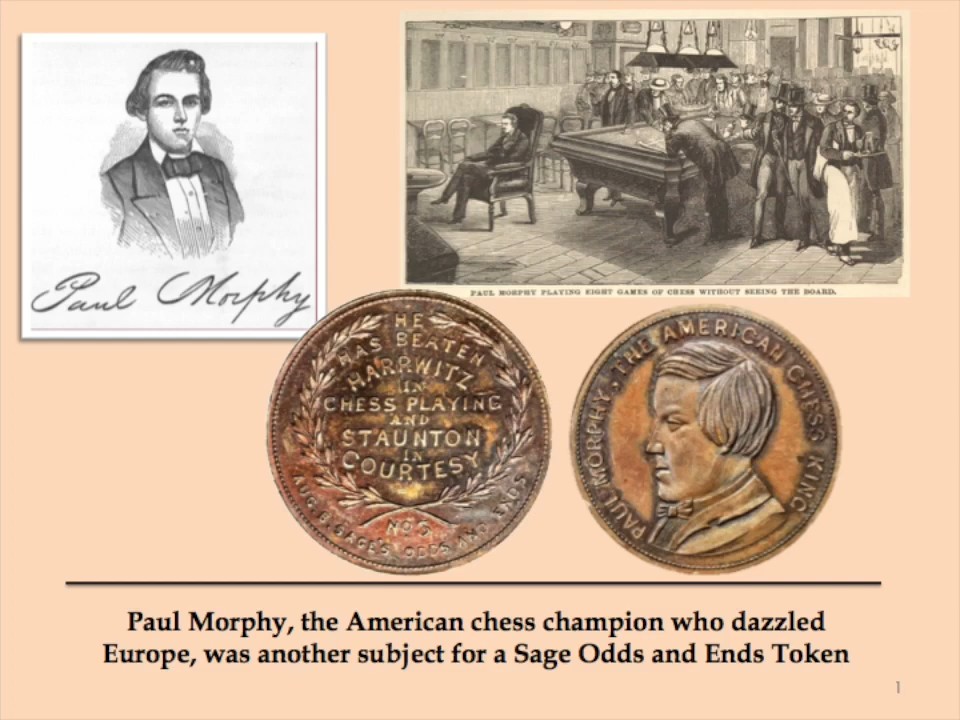 Paul Morphy
PAUL MORPHY PLAYING EIGHT GAMES OF CHESS WITHOUT SEEING THE BOARD.
HE
HAS BEATEN
HARRWITZ
IN
CHESS PLAYING
AND
STAUNTON
IN
COURTESY
NO 5
AUG. B. SAGE'S ODDS AND ENDS
PAUL MORPHY, THE AMERICAN CHESS KING
Paul Morphy, the American chess champion who dazzled
Europe, was another subject for a Sage Odds and Ends Token
1